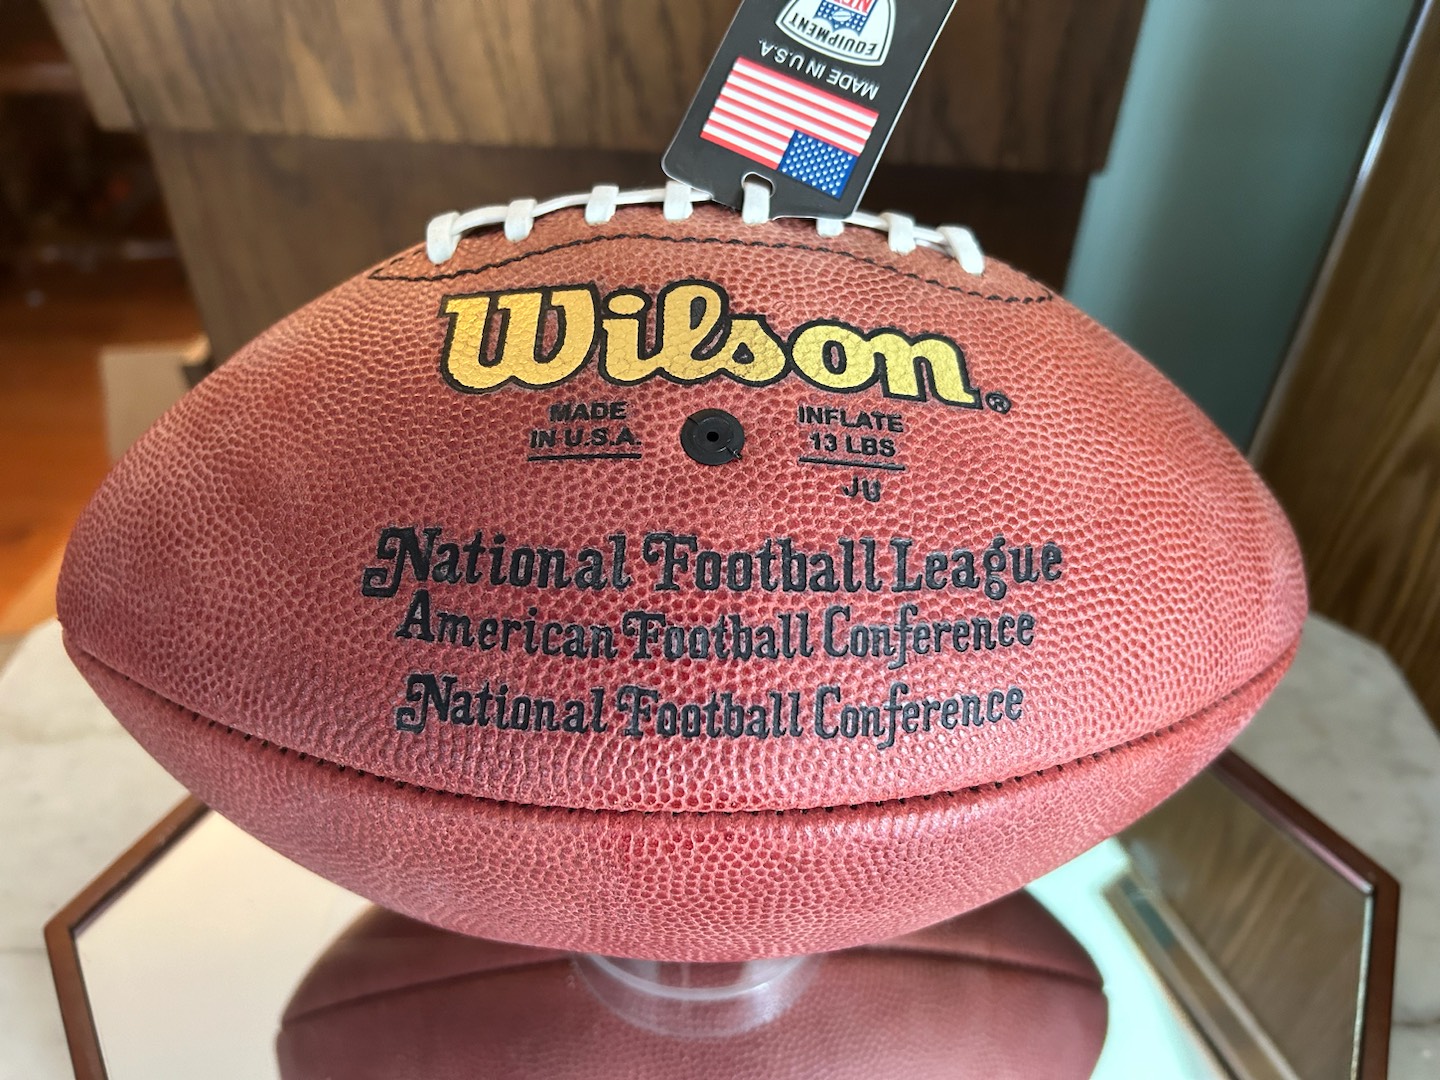 NFL
EQUIPMENT
MADE IN U.S.A.
Wilson®
MADE
IN U.S.A.
INFLATE
13 LBS
JU
National Football League
American Football Conference
National Football Conference